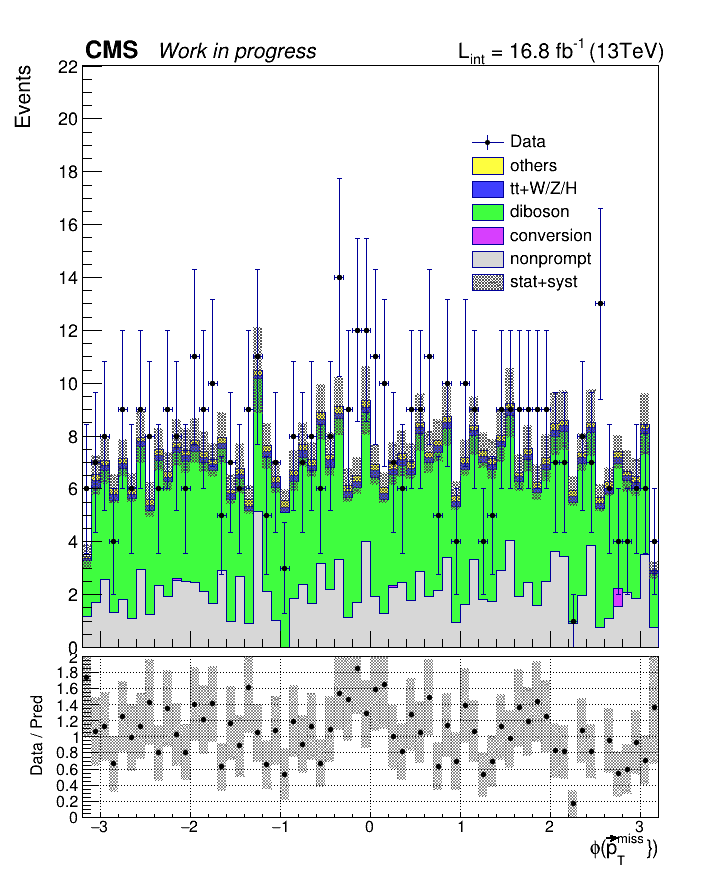 CMS Work in progress L_int = 16.8 fb⁻¹ (13TeV)
Events
22
20
18
16
14
12
10
8
6
4
2
0
Data
others
tt+W/Z/H
diboson
conversion
nonprompt
stat+syst
Data / Pred
2
1.8
1.6
1.4
1.2
1
0.8
0.6
0.4
0.2
0
−3 −2 −1 0 1 2 3
ϕ(p⃗_T^miss})